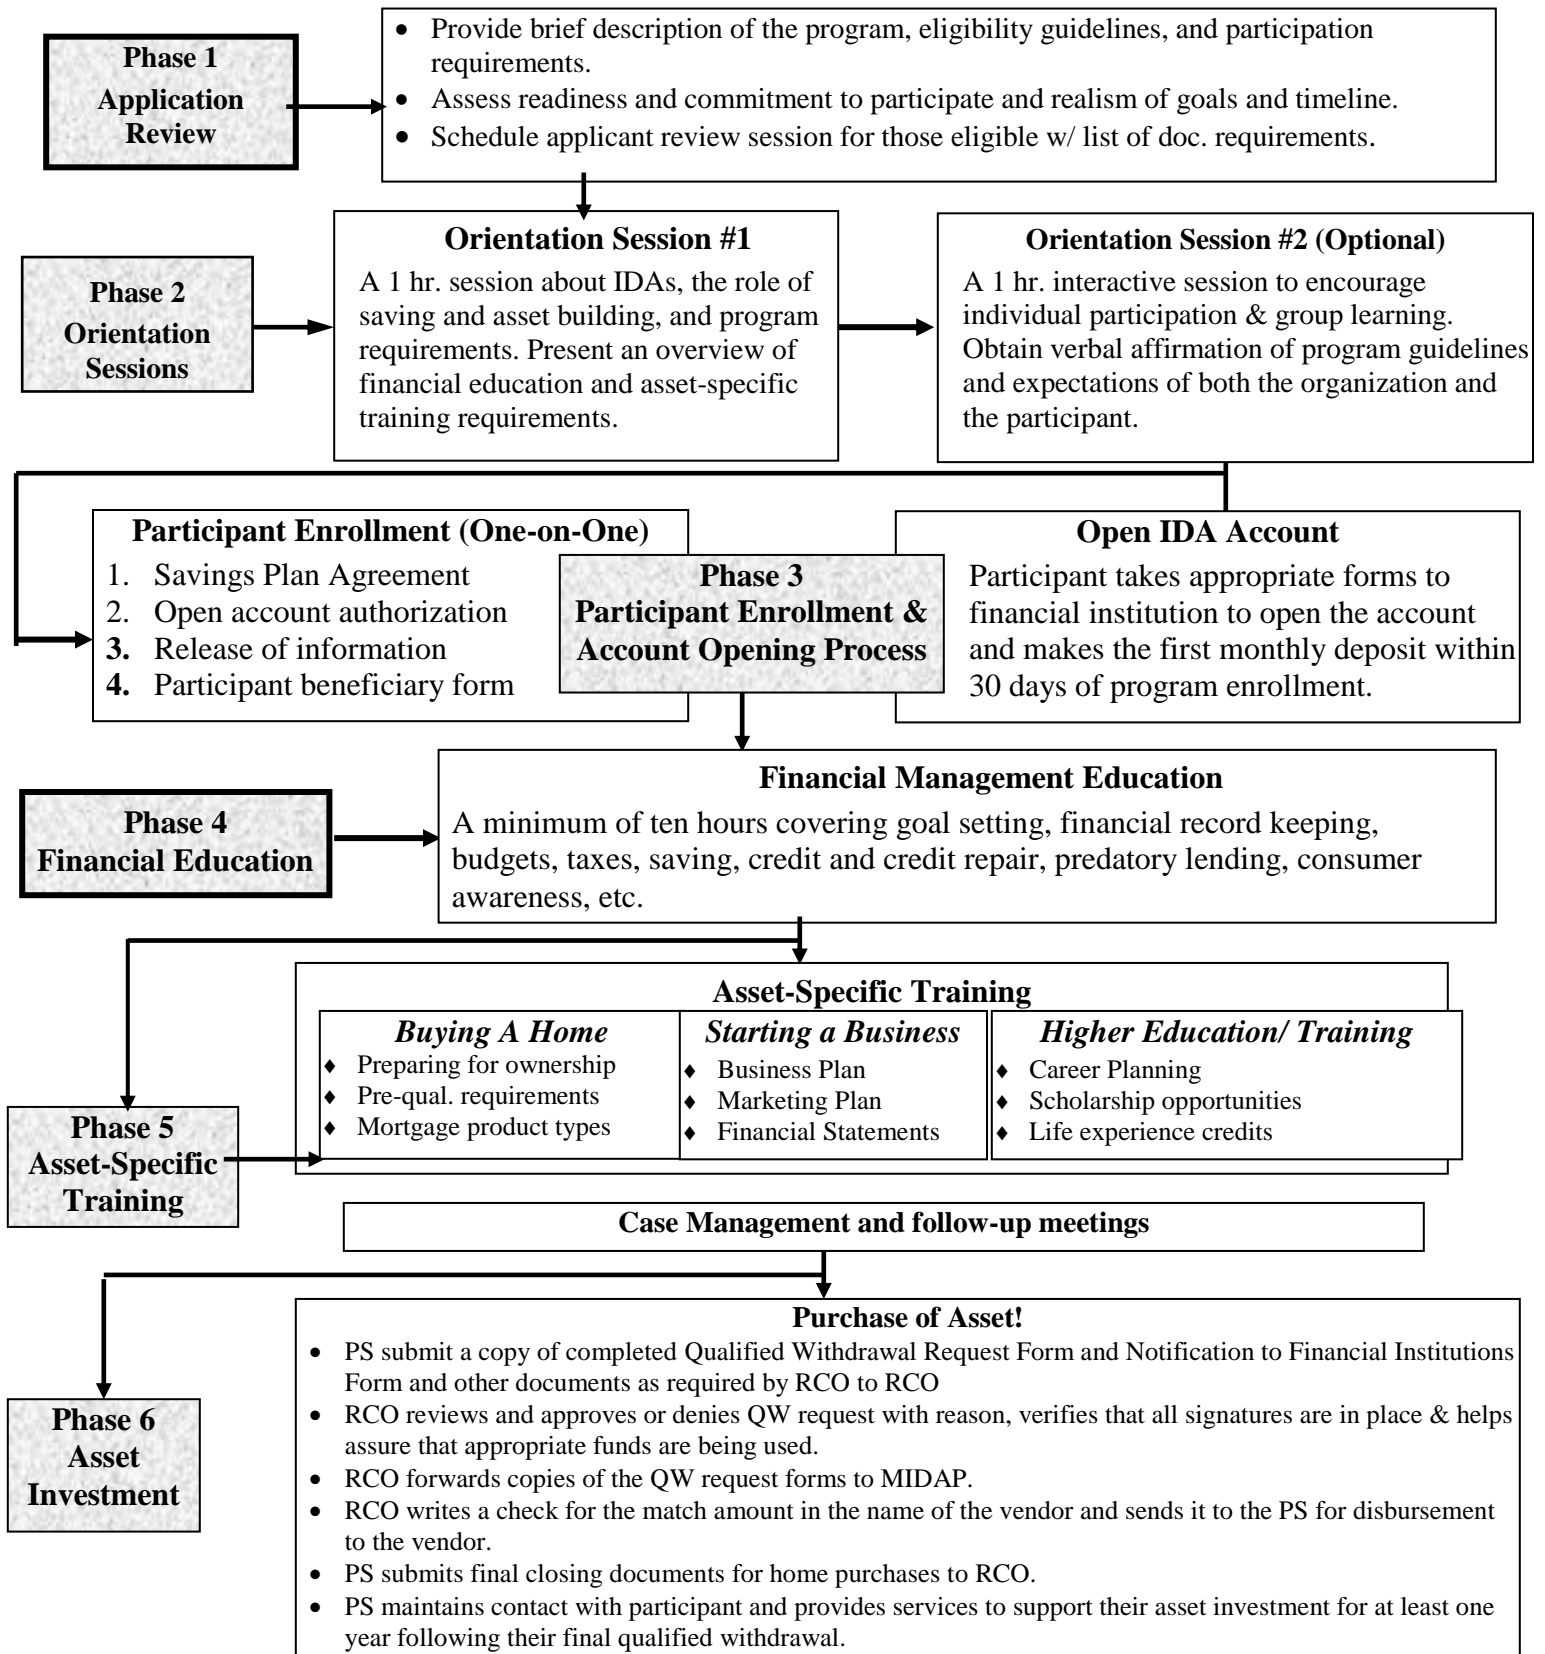 Phase 1
Application
Review
• Provide brief description of the program, eligibility guidelines, and participation
requirements.
• Assess readiness and commitment to participate and realism of goals and timeline.
• Schedule applicant review session for those eligible w/ list of doc. requirements.
Phase 2
Orientation
Sessions
Orientation Session #1
A 1 hr. session about IDAs, the role of
saving and asset building, and program
requirements. Present an overview of
financial education and asset-specific
training requirements.
Orientation Session #2 (Optional)
A 1 hr. interactive session to encourage
individual participation & group learning.
Obtain verbal affirmation of program guidelines
and expectations of both the organization and
the participant.
Participant Enrollment (One-on-One)
1. Savings Plan Agreement
2. Open account authorization
3. Release of information
4. Participant beneficiary form
Phase 3
Participant Enrollment &
Account Opening Process
Open IDA Account
Participant takes appropriate forms to
financial institution to open the account
and makes the first monthly deposit within
30 days of program enrollment.
Phase 4
Financial Education
Financial Management Education
A minimum of ten hours covering goal setting, financial record keeping,
budgets, taxes, saving, credit and credit repair, predatory lending, consumer
awareness, etc.
Phase 5
Asset-Specific
Training
Asset-Specific Training
Buying A Home
♦ Preparing for ownership
♦ Pre-qual. requirements
♦ Mortgage product types
Starting a Business
♦ Business Plan
♦ Marketing Plan
♦ Financial Statements
Higher Education/ Training
♦ Career Planning
♦ Scholarship opportunities
♦ Life experience credits
Case Management and follow-up meetings
Phase 6
Asset
Investment
Purchase of Asset!
• PS submit a copy of completed Qualified Withdrawal Request Form and Notification to Financial Institutions
Form and other documents as required by RCO to RCO
• RCO reviews and approves or denies QW request with reason, verifies that all signatures are in place & helps
assure that appropriate funds are being used.
• RCO forwards copies of the QW request forms to MIDAP.
• RCO writes a check for the match amount in the name of the vendor and sends it to the PS for disbursement
to the vendor.
• PS submits final closing documents for home purchases to RCO.
• PS maintains contact with participant and provides services to support their asset investment for at least one
year following their final qualified withdrawal.